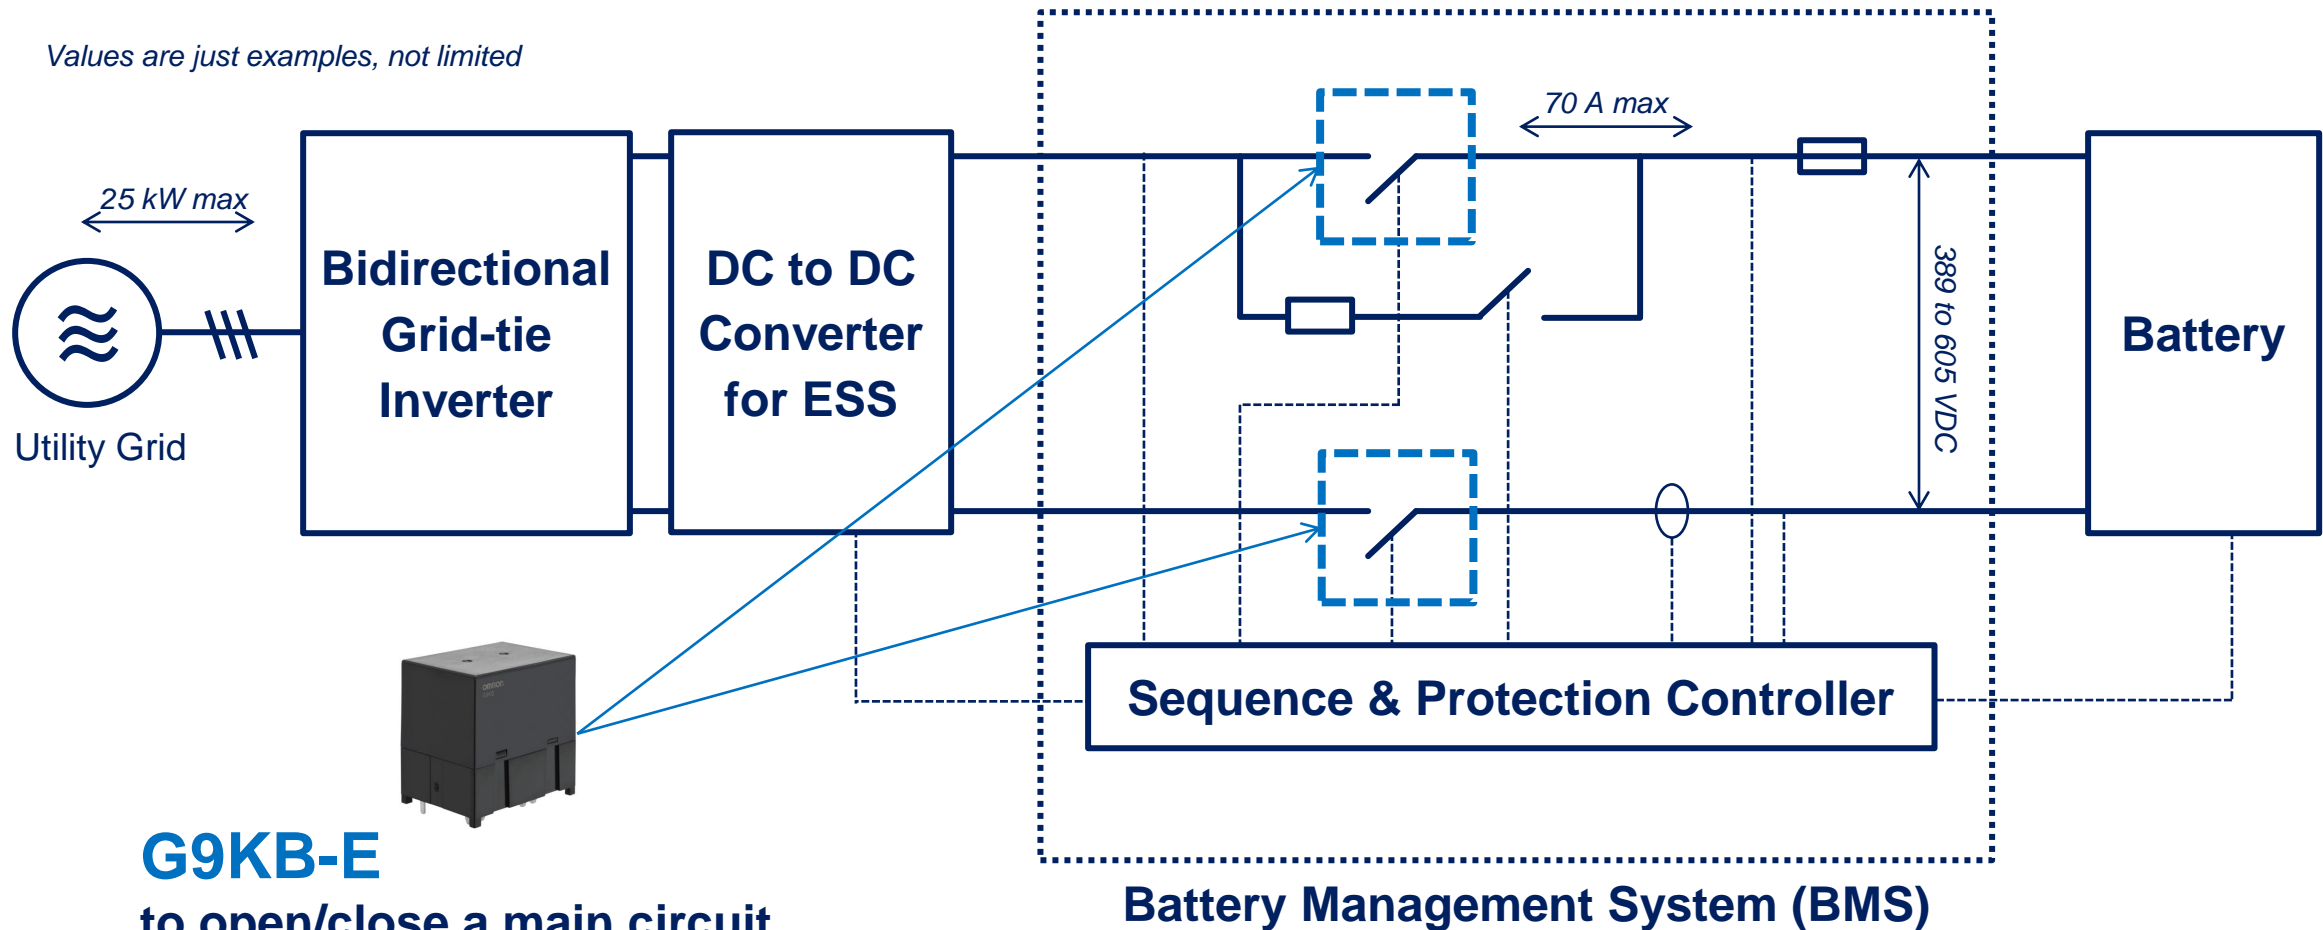 Values are just examples, not limited
70 A max
25 kW max
Bidirectional
Grid-tie
Inverter
DC to DC
Converter
for ESS
389 to 605 VDC
Battery
Utility Grid
Sequence & Protection Controller
omron
G9KB-E
to open/close a main circuit
Battery Management System (BMS)